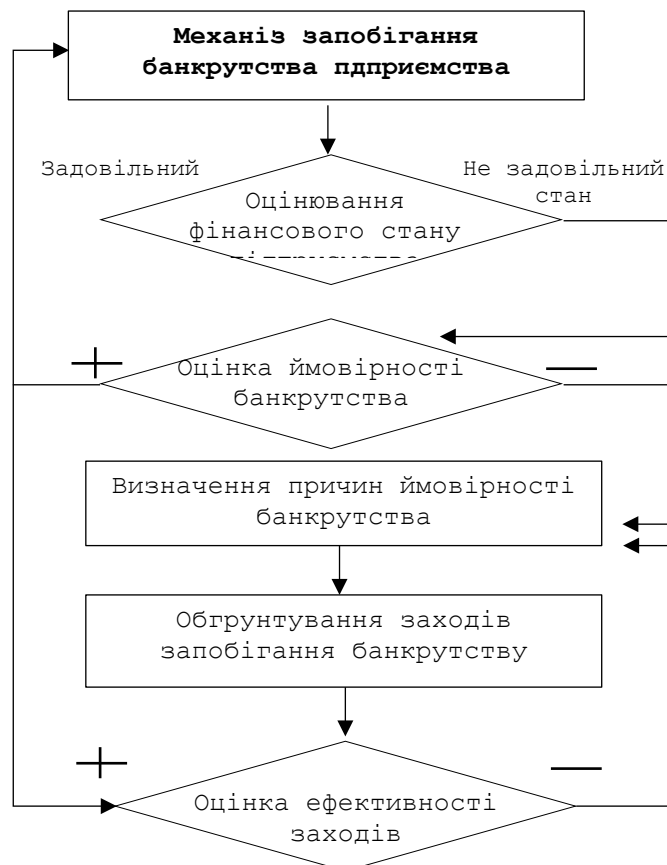 Механіз запобігання
банкрутства пдприємства
Задовільний
Не задовільний
стан
Оцінювання
фінансового стану
Оцінка ймовірності
банкрутства
Визначення причин ймовірності
банкрутства
Обгрунтування заходів
запобігання банкрутству
Оцінка ефективності
заходів